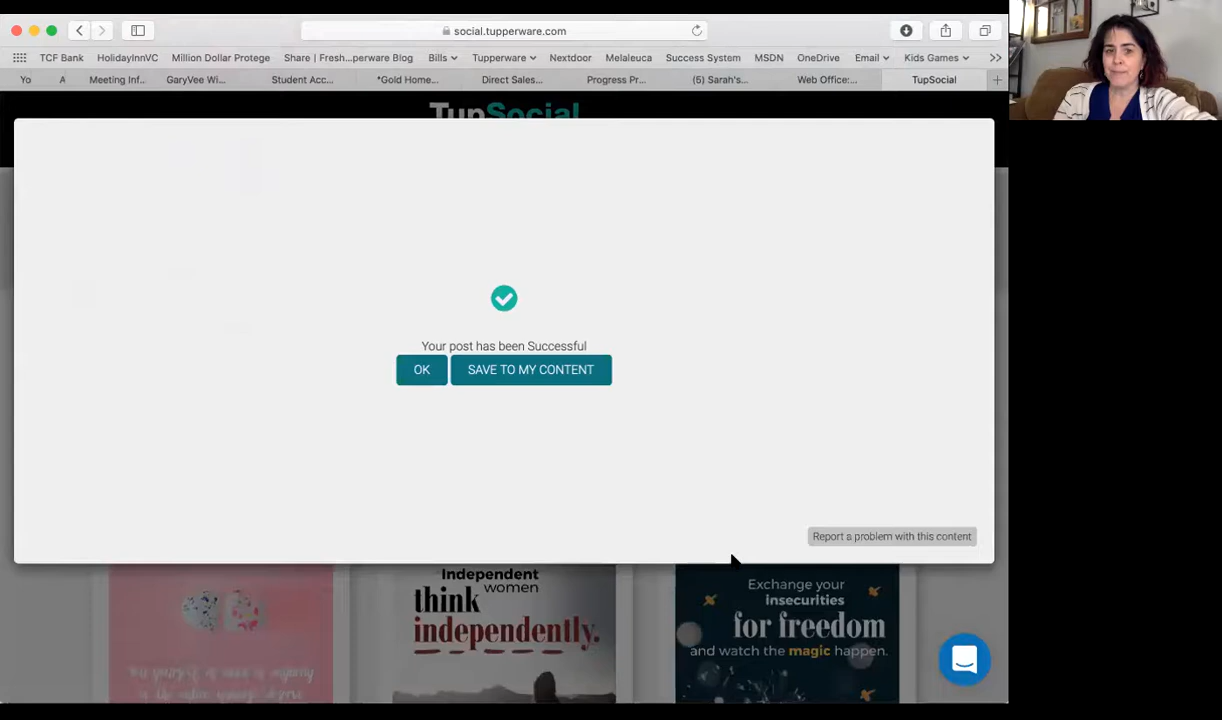 social.tupperware.com
TCF Bank HolidayInnVC Million Dollar Protege Share | Fresh...pperware Blog Bills Tupperware Nextdoor Melaleuca Success System MSDN OneDrive Email Kids Games
Yo A Meeting Inf... GaryVee Wi... Student Acc... *Gold Home... Direct Sales... Progress Pr... (5) Sarah's... Web Office:... TupSocial
TupSocial
Your post has been Successful
OK SAVE TO MY CONTENT
Report a problem with this content
Independent
women
think
independently.
Exchange your
insecurities
for freedom
and watch the magic happen.